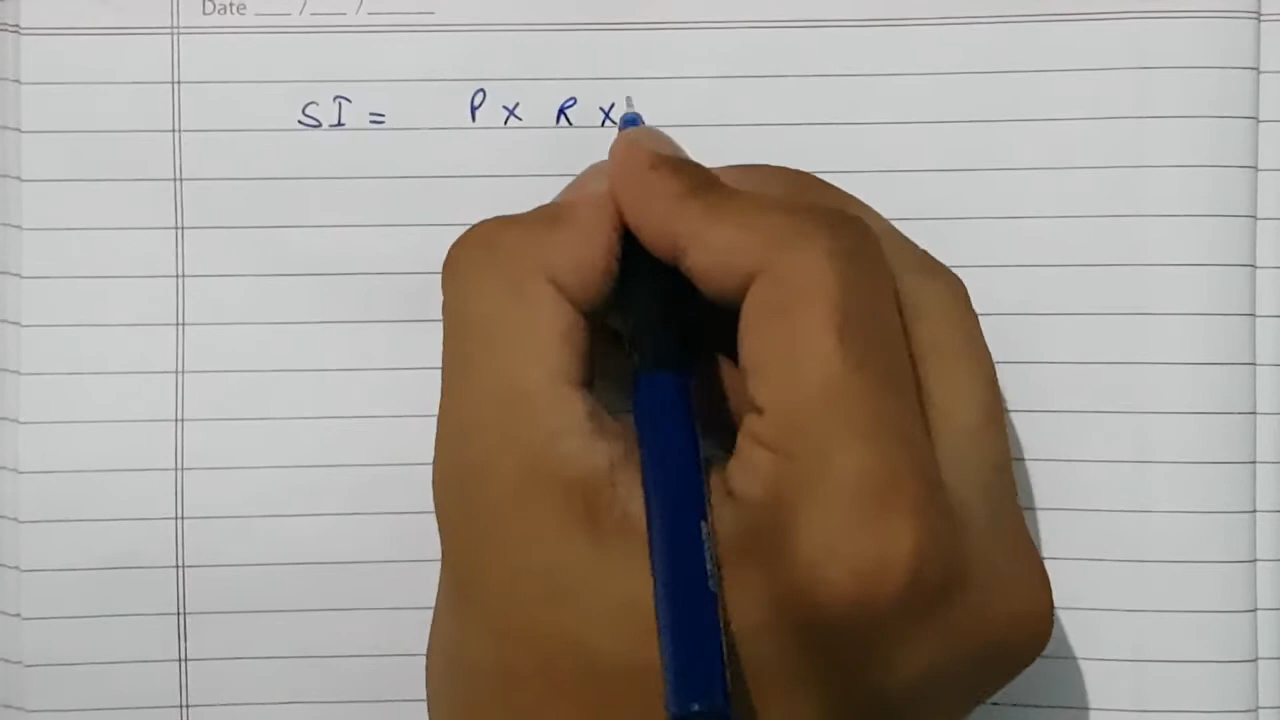 Date ___ /___ /_____
SI = P x R x